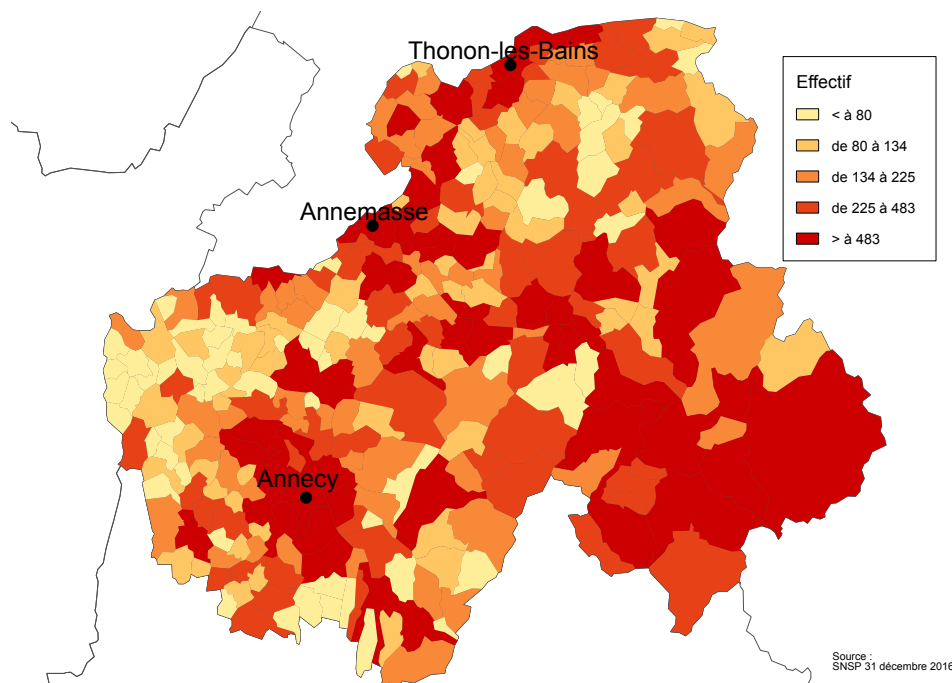 Thonon-les-Bains
Annemasse
Annecy
Effectif
< à 80
de 80 à 134
de 134 à 225
de 225 à 483
> à 483
Source :
SNSP 31 décembre 2016